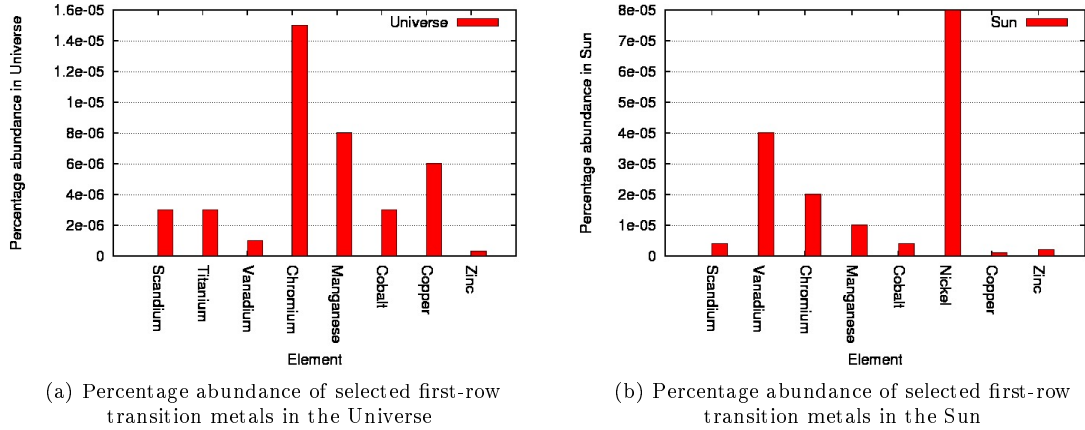 Percentage abundance in Universe
Universe
1.6e-05
1.4e-05
1.2e-05
1e-05
8e-06
6e-06
4e-06
2e-06
0
Scandium
Titanium
Vanadium
Chromium
Manganese
Cobalt
Copper
Zinc
Element
(a) Percentage abundance of selected first-row
transition metals in the Universe
Percentage abundance in Sun
Sun
8e-05
7e-05
6e-05
5e-05
4e-05
3e-05
2e-05
1e-05
0
Scandium
Vanadium
Chromium
Manganese
Cobalt
Nickel
Copper
Zinc
Element
(b) Percentage abundance of selected first-row
transition metals in the Sun